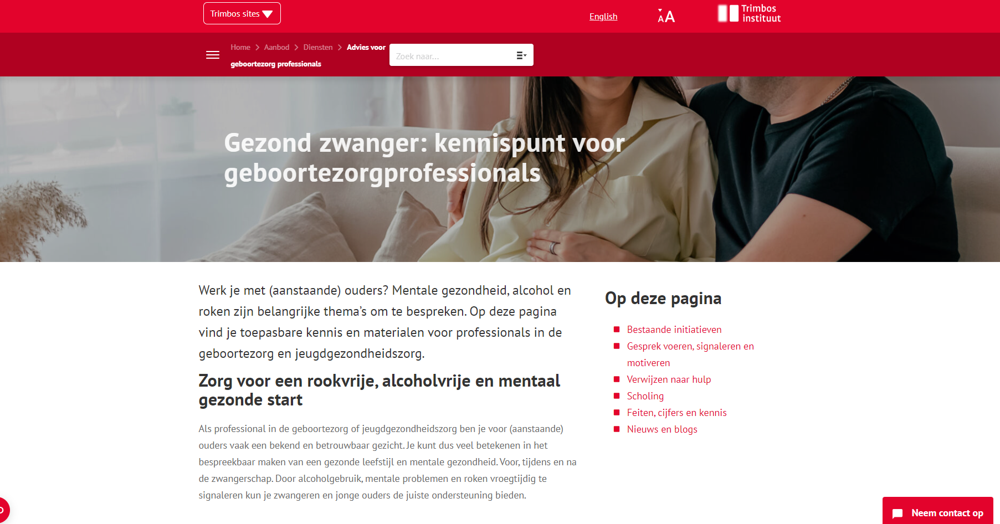 Trimbos sites
English
AA
Trimbos
instituut
Home > Aanbod > Diensten > Advies voor
geboortezorg professionals
Zoek naar...
Gezond zwanger: kennispunt voor
geboortezorgprofessionals
Werk je met (aanstaande) ouders? Mentale gezondheid, alcohol en
roken zijn belangrijke thema’s om te bespreken. Op deze pagina
vind je toepasbare kennis en materialen voor professionals in de
geboortezorg en jeugdgezondheidszorg.
Zorg voor een rookvrije, alcoholvrije en mentaal
gezonde start
Als professional in de geboortezorg of jeugdgezondheidszorg ben je voor (aanstaande)
ouders vaak een bekend en betrouwbaar gezicht. Je kunt dus veel betekenen in het
bespreekbaar maken van een gezonde leefstijl en mentale gezondheid. Voor, tijdens en na
de zwangerschap. Door alcoholgebruik, mentale problemen en roken vroegtijdig te
signaleren kun je zwangeren en jonge ouders de juiste ondersteuning bieden.
Op deze pagina
Bestaande initiatieven
Gesprek voeren, signaleren en
motiveren
Verwijzen naar hulp
Scholing
Feiten, cijfers en kennis
Nieuws en blogs
Neem contact op